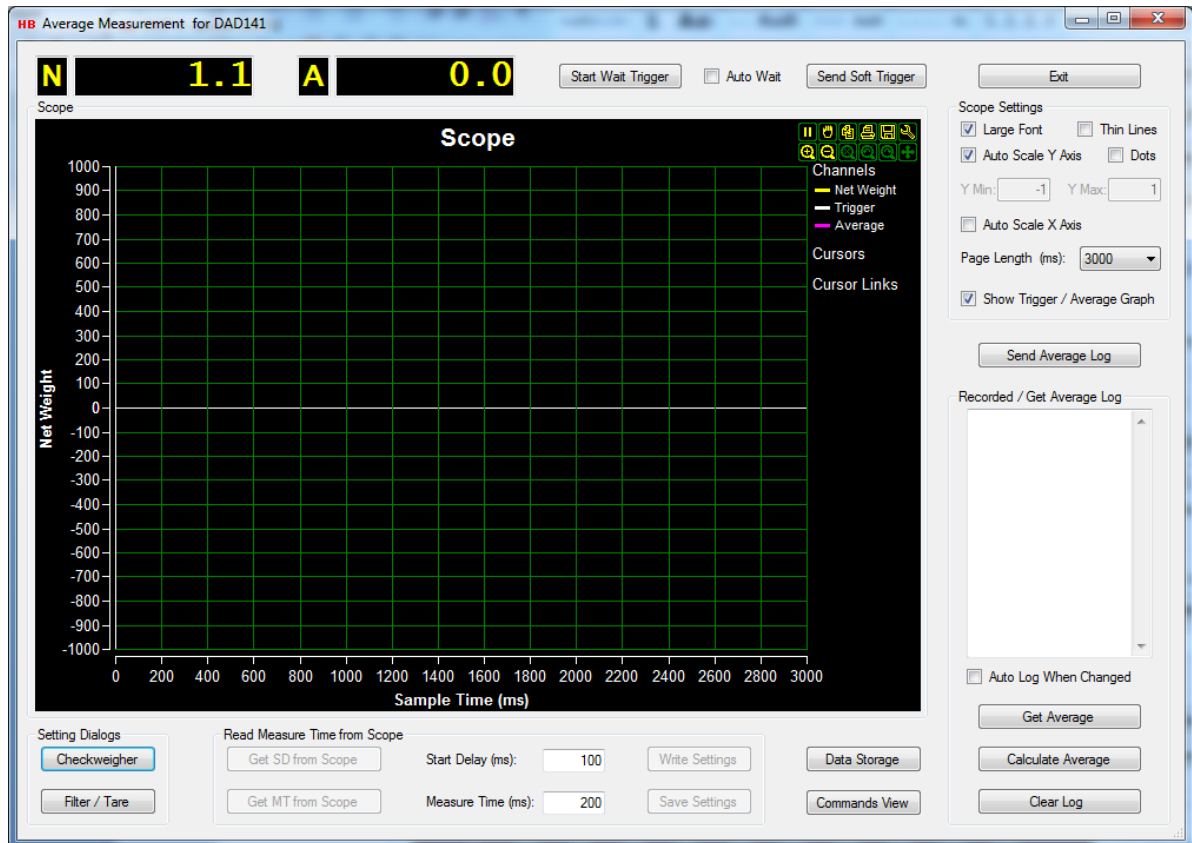 HB Average Measurement for DAD141
N 1.1 A 0.0 Start Wait Trigger Auto Wait Send Soft Trigger Exit
Scope
Scope
Channels
Net Weight
Trigger
Average
Cursors
Cursor Links
1000
900
800
700
600
500
400
300
200
100
0
-100
-200
-300
-400
-500
-600
-700
-800
-900
-1000
Net Weight
0 200 400 600 800 1000 1200 1400 1600 1800 2000 2200 2400 2600 2800 3000
Sample Time (ms)
Scope Settings
Large Font Thin Lines
Auto Scale Y Axis Dots
Y Min: -1 Y Max: 1
Auto Scale X Axis
Page Length (ms): 3000
Show Trigger / Average Graph
Send Average Log
Recorded / Get Average Log
Auto Log When Changed
Get Average
Calculate Average
Clear Log
Setting Dialogs
Checkweigher
Filter / Tare
Read Measure Time from Scope
Get SD from Scope Start Delay (ms): 100 Write Settings
Get MT from Scope Measure Time (ms): 200 Save Settings
Data Storage
Commands View